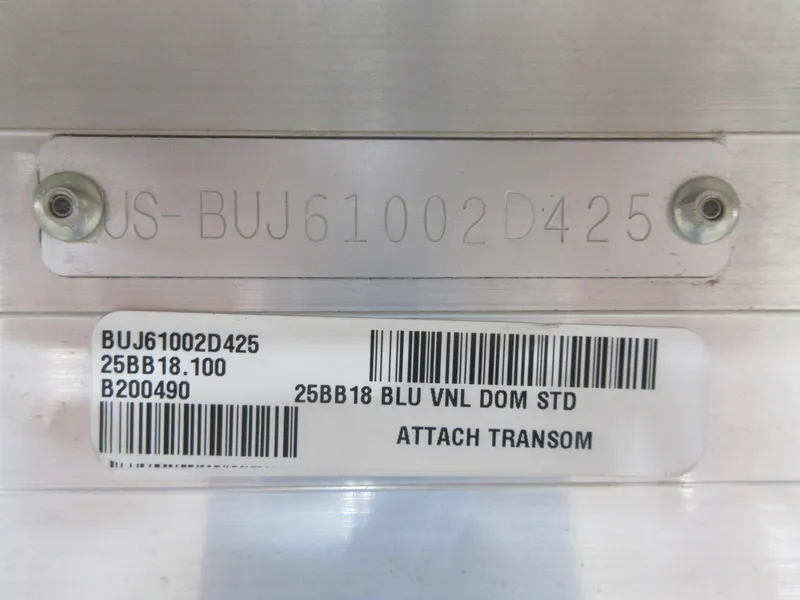 US-BUJ61002D425
BUJ61002D425
25BB18.100
B200490
25BB18 BLU VNL DOM STD
ATTACH TRANSOM